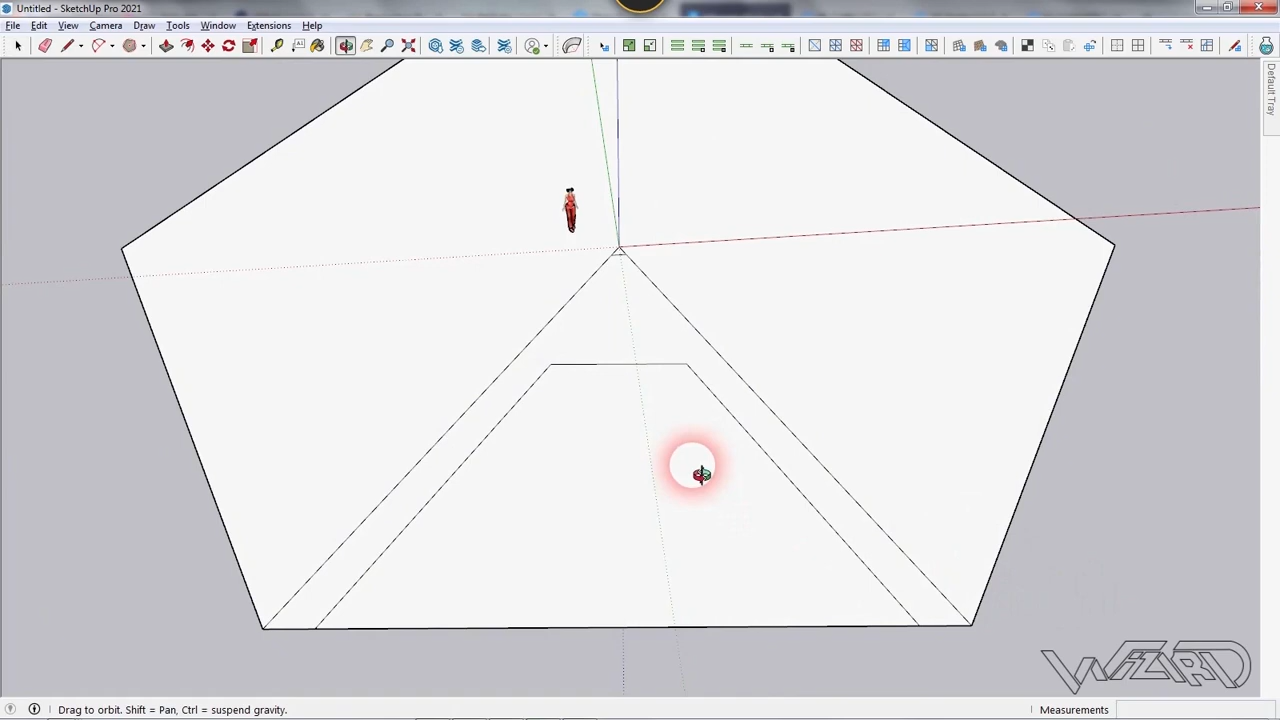 Untitled - SketchUp Pro 2021
File Edit View Camera Draw Tools Window Extensions Help
Default Tray
WIZARD
Drag to orbit. Shift = Pan, Ctrl = suspend gravity.
Measurements